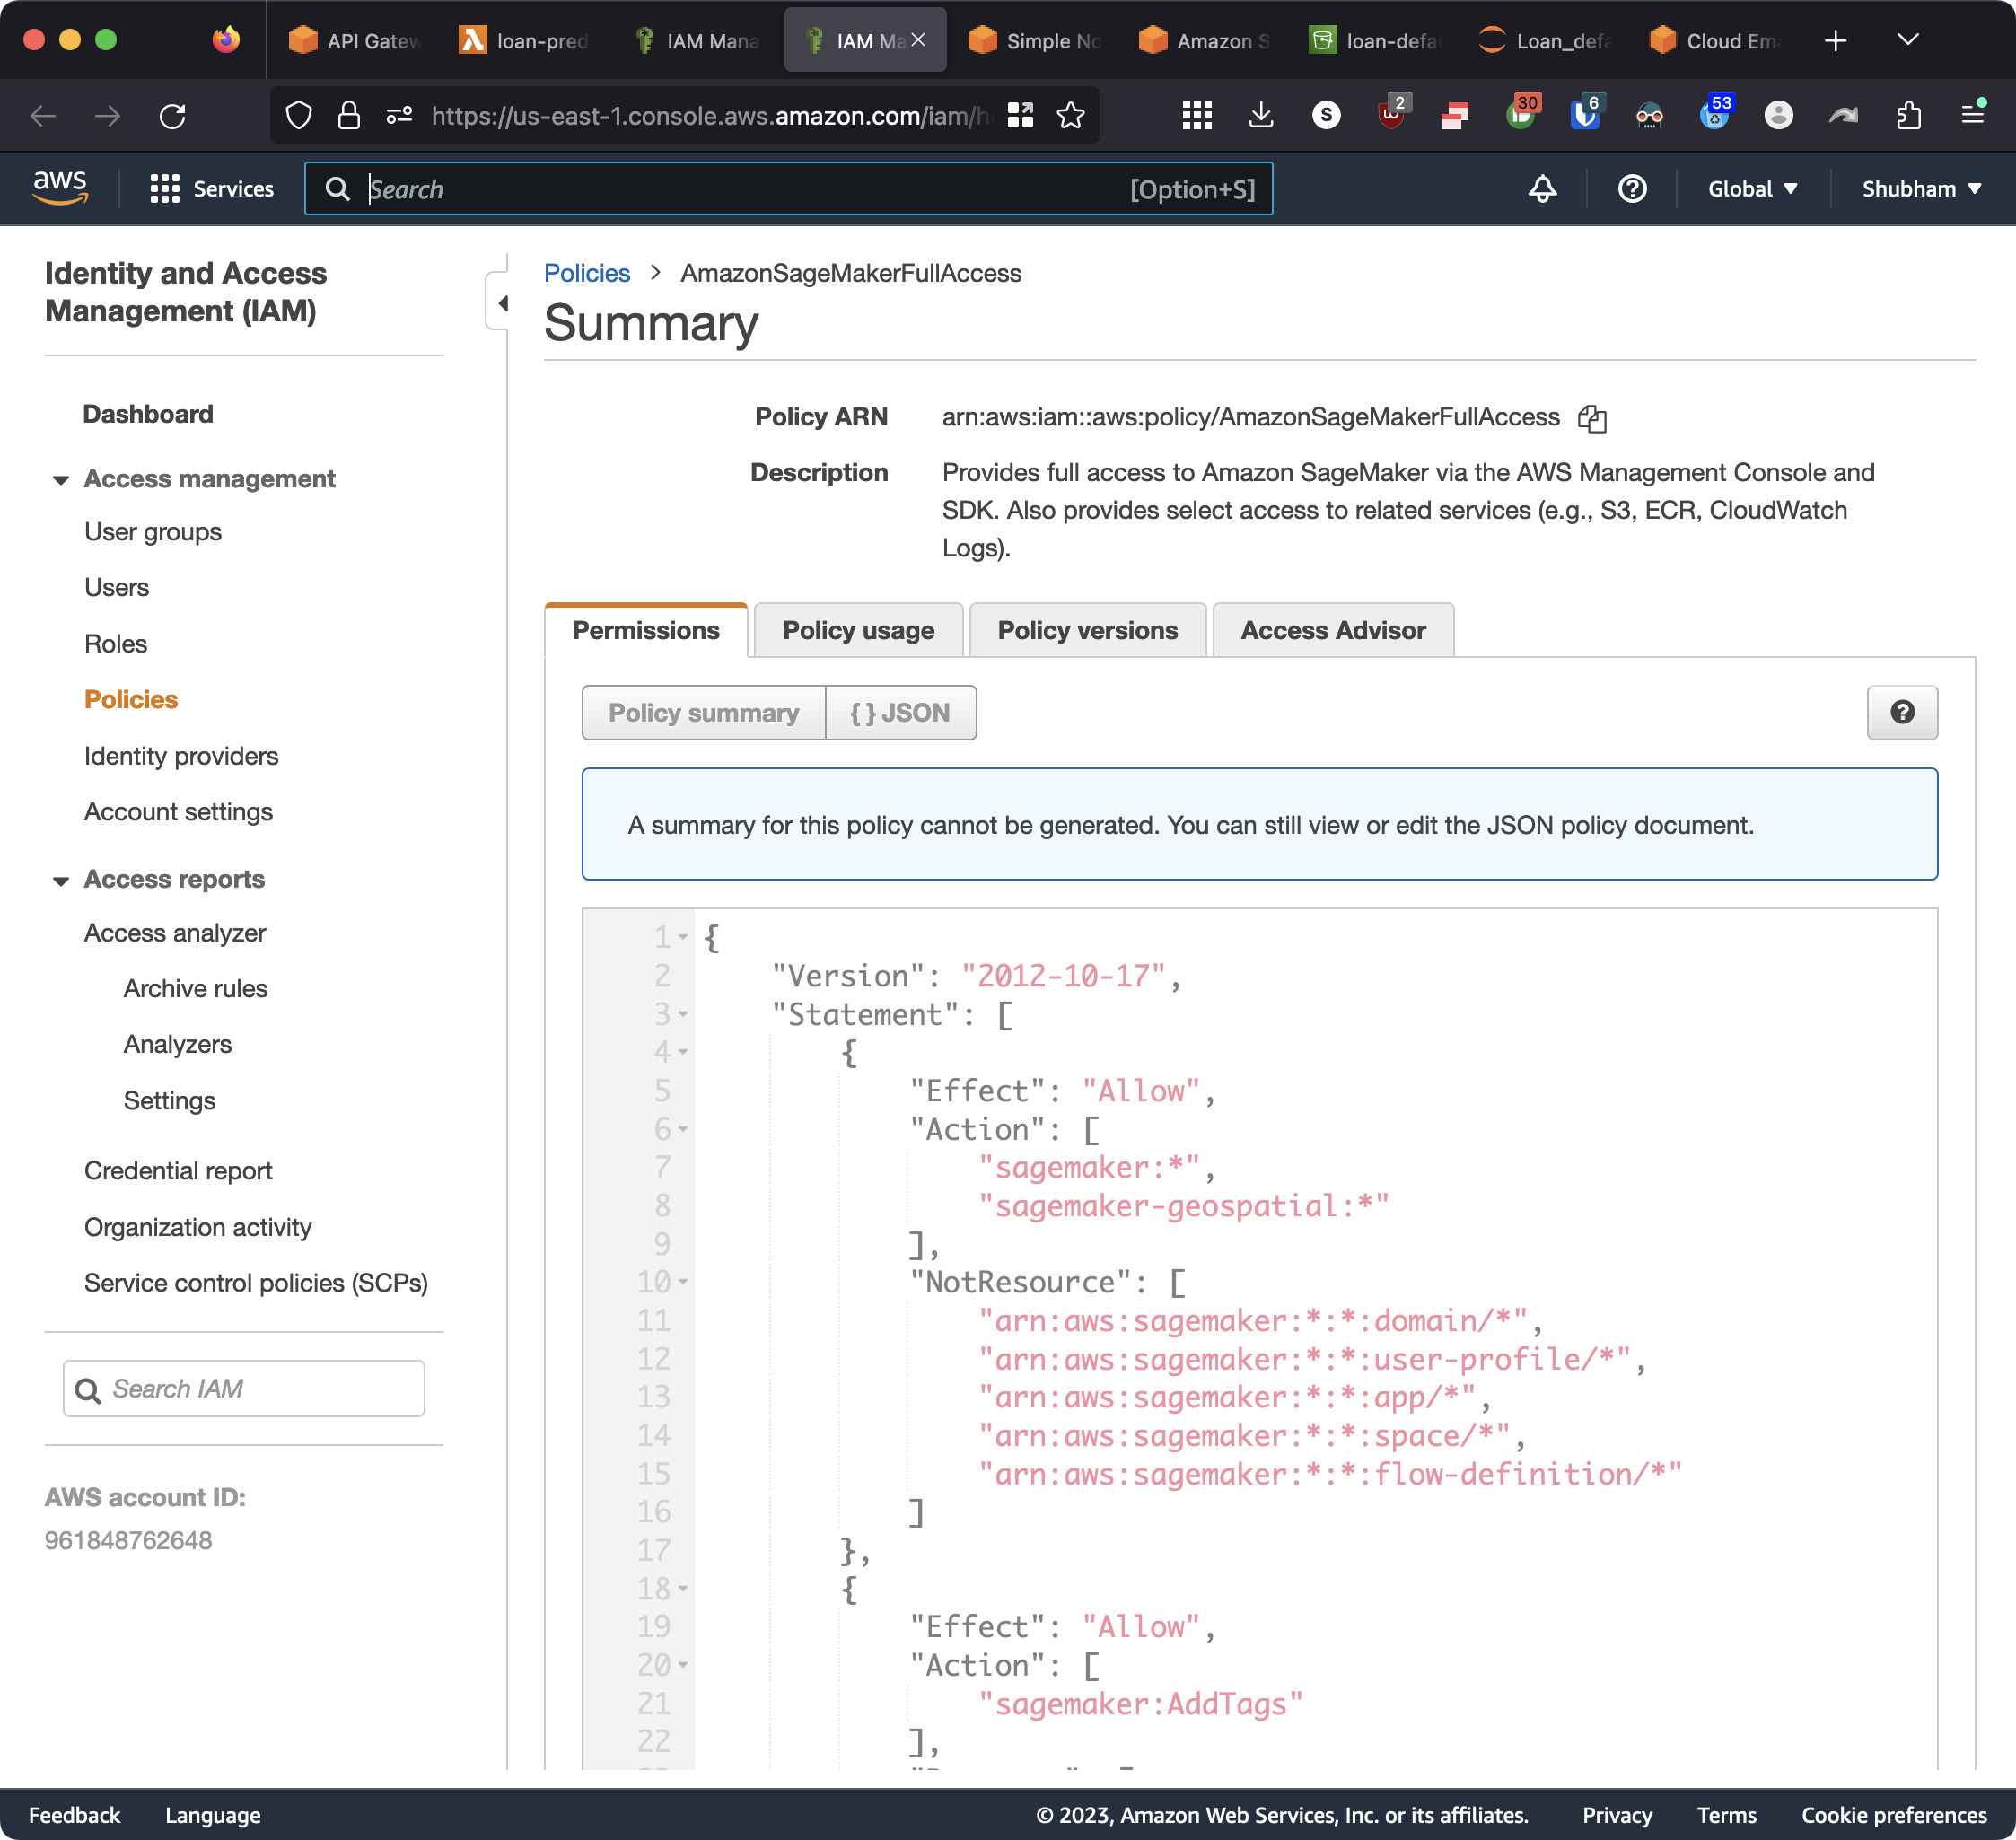 API Gatew
loan-pred
IAM Mana
IAM Ma
Simple No
Amazon S
loan-defa
Loan_defa
Cloud Ema
https://us-east-1.console.aws.amazon.com/iam/h
S
2
30
6
53
aws
Services
Search
[Option+S]
Global
Shubham
Identity and Access
Management (IAM)
Dashboard
Access management
User groups
Users
Roles
Policies
Identity providers
Account settings
Access reports
Access analyzer
Archive rules
Analyzers
Settings
Credential report
Organization activity
Service control policies (SCPs)
Search IAM
AWS account ID:
961848762648
Policies > AmazonSageMakerFullAccess
Summary
Policy ARN arn:aws:iam::aws:policy/AmazonSageMakerFullAccess
Description Provides full access to Amazon SageMaker via the AWS Management Console and
SDK. Also provides select access to related services (e.g., S3, ECR, CloudWatch
Logs).
Permissions
Policy usage
Policy versions
Access Advisor
Policy summary
{ } JSON
A summary for this policy cannot be generated. You can still view or edit the JSON policy document.
1 {
2 "Version": "2012-10-17",
3 "Statement": [
4 {
5 "Effect": "Allow",
6 "Action": [
7 "sagemaker:*",
8 "sagemaker-geospatial:*"
9 ],
10 "NotResource": [
11 "arn:aws:sagemaker:*:*:domain/*",
12 "arn:aws:sagemaker:*:*:user-profile/*",
13 "arn:aws:sagemaker:*:*:app/*",
14 "arn:aws:sagemaker:*:*:space/*",
15 "arn:aws:sagemaker:*:*:flow-definition/*"
16 ]
17 },
18 {
19 "Effect": "Allow",
20 "Action": [
21 "sagemaker:AddTags"
22 ],
Feedback
Language
© 2023, Amazon Web Services, Inc. or its affiliates.
Privacy
Terms
Cookie preferences